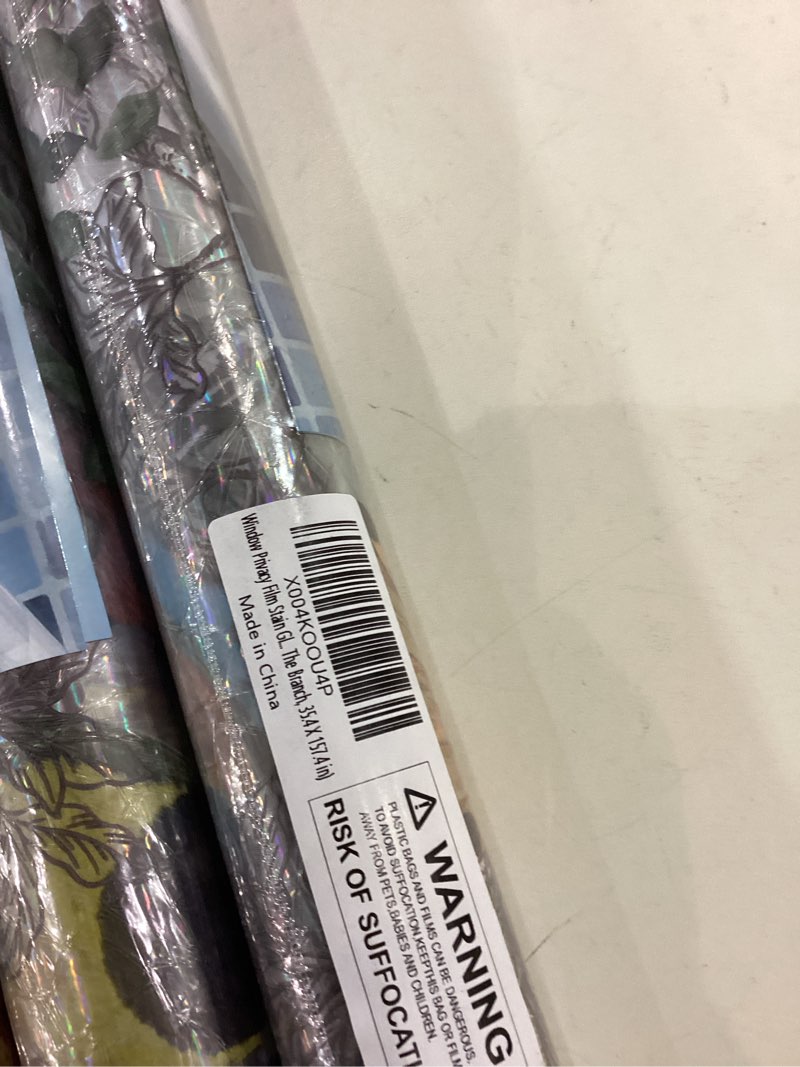 X004KOOU4P
Window Privacy Film Stain GL... The Branch, 35.4 X 157.4 in)
Made in China
⚠ WARNING
PLASTIC BAGS AND FILMS CAN BE DANGEROUS.
TO AVOID SUFFOCATION,KEEPTHIS BAG OR FILM
AWAY FROM PETS,BABIES AND CHILDREN.
RISK OF SUFFOCATI